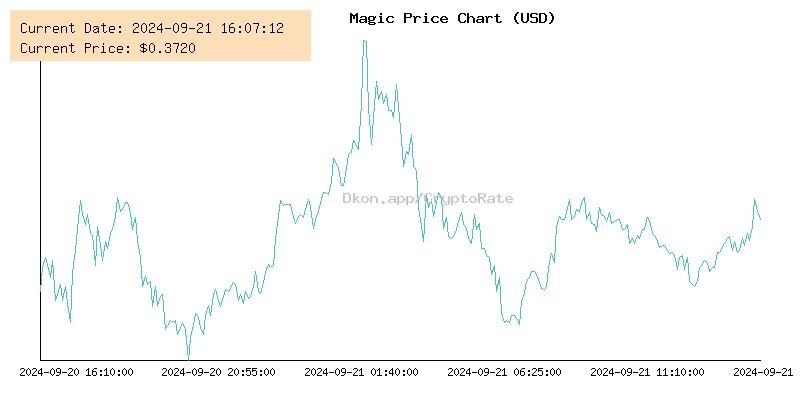 Magic Price Chart (USD)
Current Date: 2024-09-21 16:07:12
Current Price: $0.3720
Dkon.app/CryptoRate
2024-09-20 16:10:00 2024-09-20 20:55:00 2024-09-21 01:40:00 2024-09-21 06:25:00 2024-09-21 11:10:00 2024-09-21